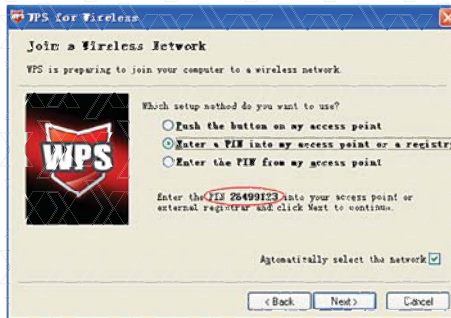 WPS for Wireless
Join a Wireless Network
WPS is preparing to join your computer to a wireless network.
WPS
Which setup method do you want to use?
Push the button on my access point
Enter a PIN into my access point or a registr
Enter the PIN from my access point
Enter the PIN 26499123 into your access point or
external registrar and click Next to continue.
Automatically select the network
< Back Next > Cancel